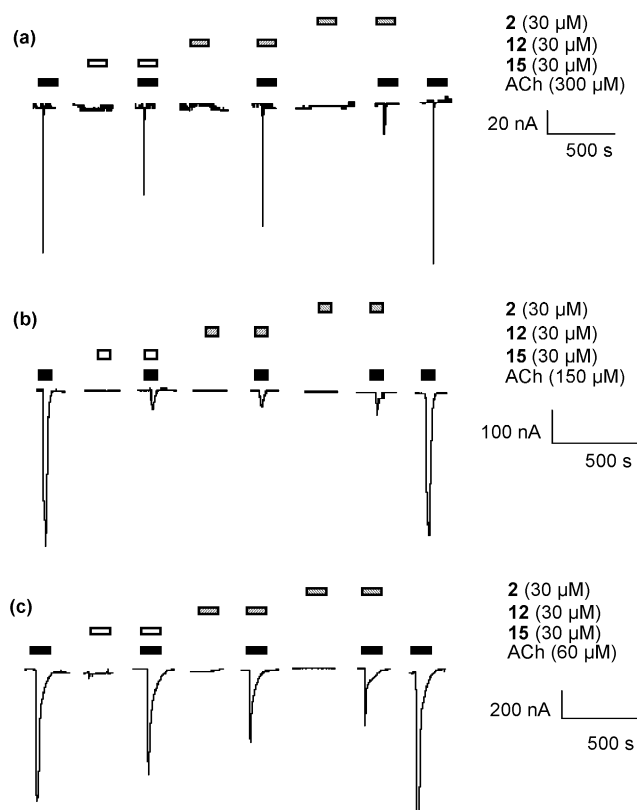 (a)
2 (30 µM)
12 (30 µM)
15 (30 µM)
ACh (300 µM)
20 nA
500 s
(b)
2 (30 µM)
12 (30 µM)
15 (30 µM)
ACh (150 µM)
100 nA
500 s
(c)
2 (30 µM)
12 (30 µM)
15 (30 µM)
ACh (60 µM)
200 nA
500 s